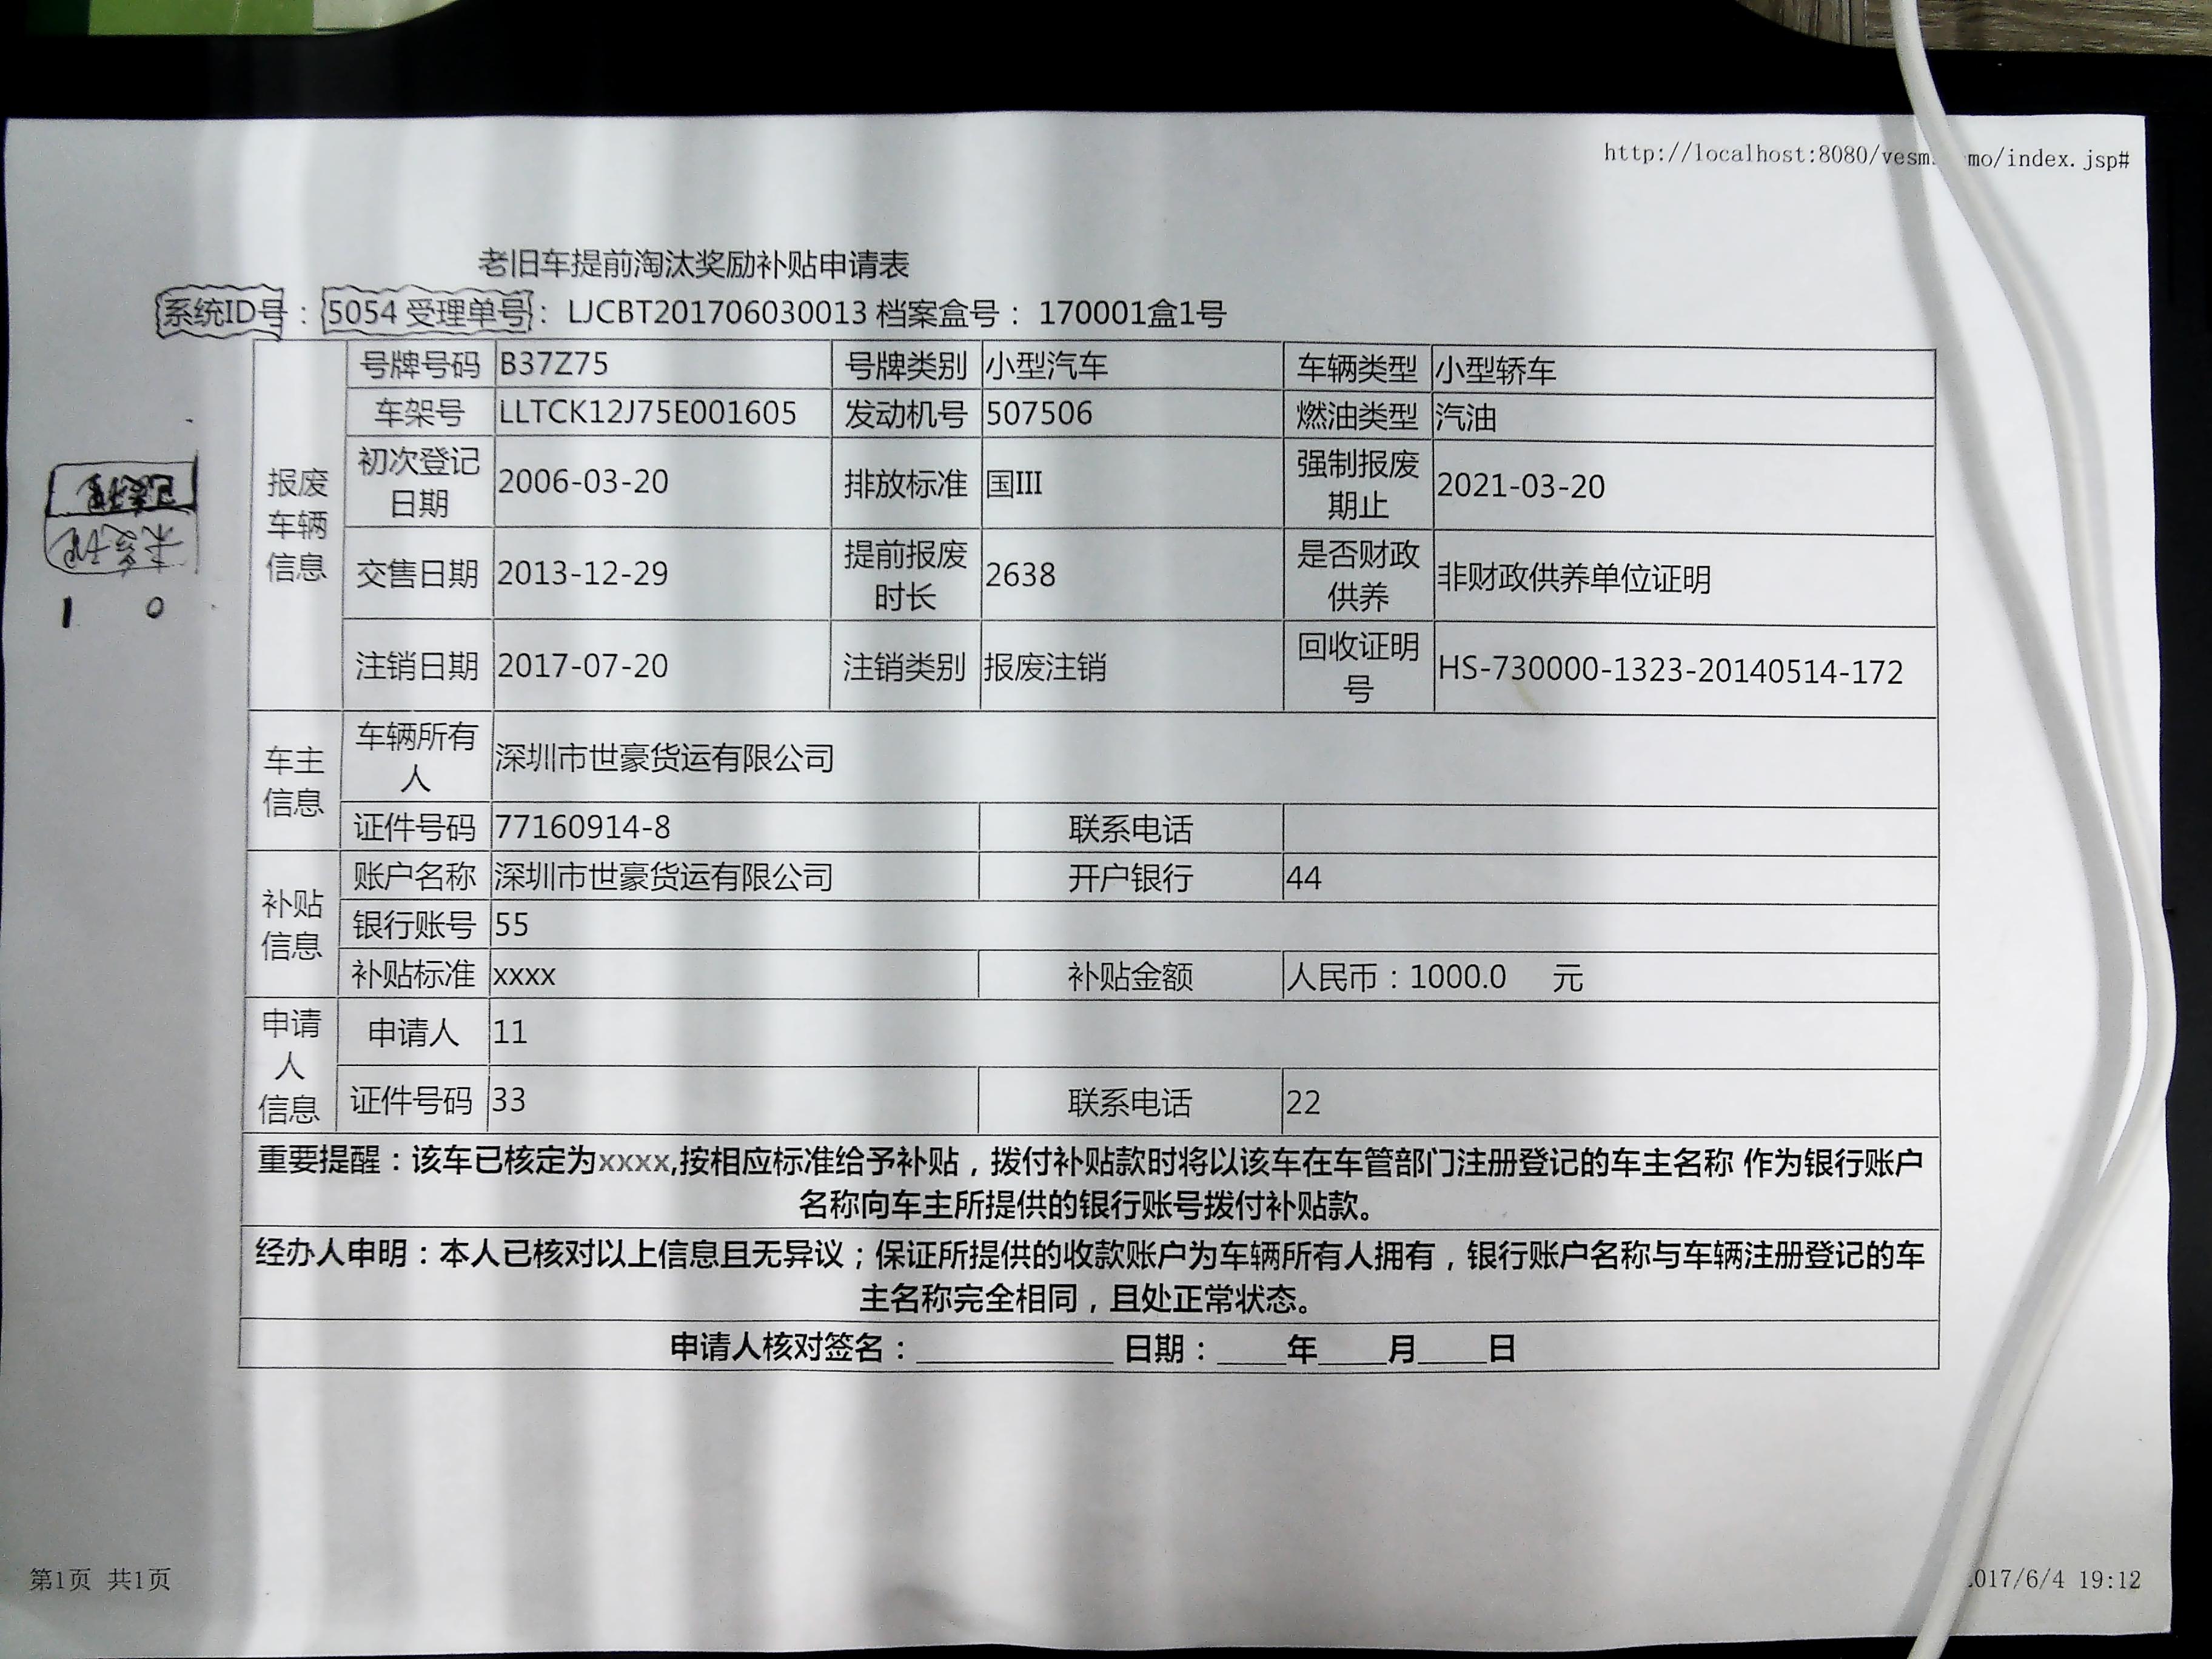 http://localhost:8080/vesm mo/index.jsp#
老旧车提前淘汰奖励补贴申请表
系统ID号：5054 受理单号：LJCBT201706030013 档案盒号：170001盒1号
报废车辆信息
号牌号码 B37Z75 号牌类别 小型汽车 车辆类型 小型轿车
车架号 LLTCK12J75E001605 发动机号 507506 燃油类型 汽油
初次登记日期 2006-03-20 排放标准 国III 强制报废期止 2021-03-20
交售日期 2013-12-29 提前报废时长 2638 是否财政供养 非财政供养单位证明
注销日期 2017-07-20 注销类别 报废注销 回收证明号 HS-730000-1323-20140514-172
车主信息
车辆所有人 深圳市世豪货运有限公司
证件号码 77160914-8 联系电话
补贴信息
账户名称 深圳市世豪货运有限公司 开户银行 44
银行账号 55
补贴标准 xxxx 补贴金额 人民币：1000.0 元
申请人信息
申请人 11
证件号码 33 联系电话 22
重要提醒：该车已核定为xxxx,按相应标准给予补贴，拨付补贴款时将以该车在车管部门注册登记的车主名称 作为银行账户
名称向车主所提供的银行账号拨付补贴款。
经办人申明：本人已核对以上信息且无异议；保证所提供的收款账户为车辆所有人拥有，银行账户名称与车辆注册登记的车
主名称完全相同，且处正常状态。
申请人核对签名：____________ 日期：____年____月____日
1 0
第1页 共1页
017/6/4 19:12